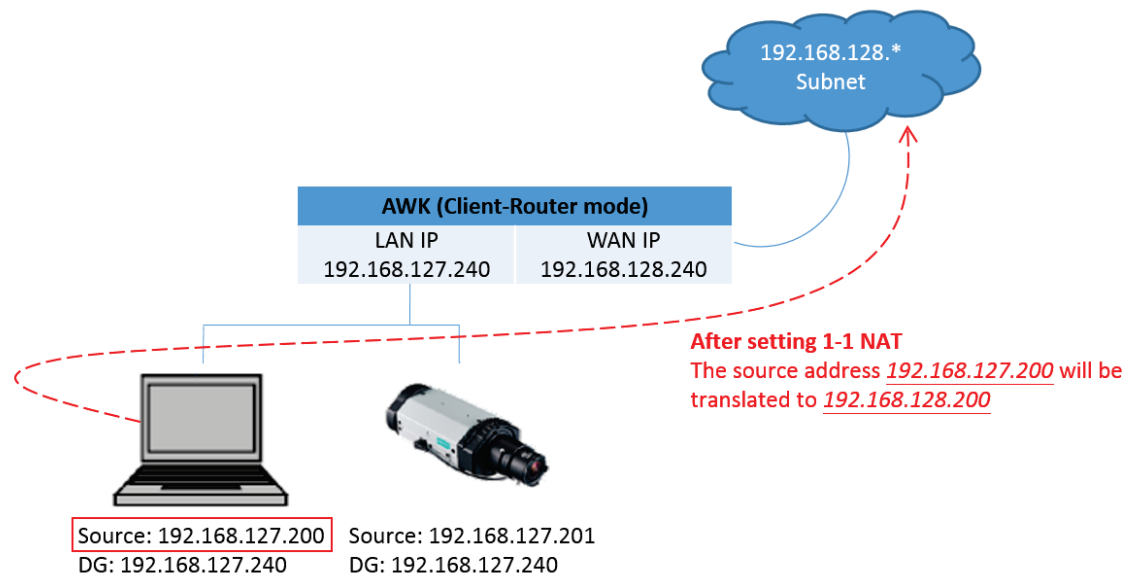 192.168.128.*
Subnet
AWK (Client-Router mode)
LAN IP
192.168.127.240
WAN IP
192.168.128.240
After setting 1-1 NAT
The source address 192.168.127.200 will be
translated to 192.168.128.200
Source: 192.168.127.200
DG: 192.168.127.240
Source: 192.168.127.201
DG: 192.168.127.240